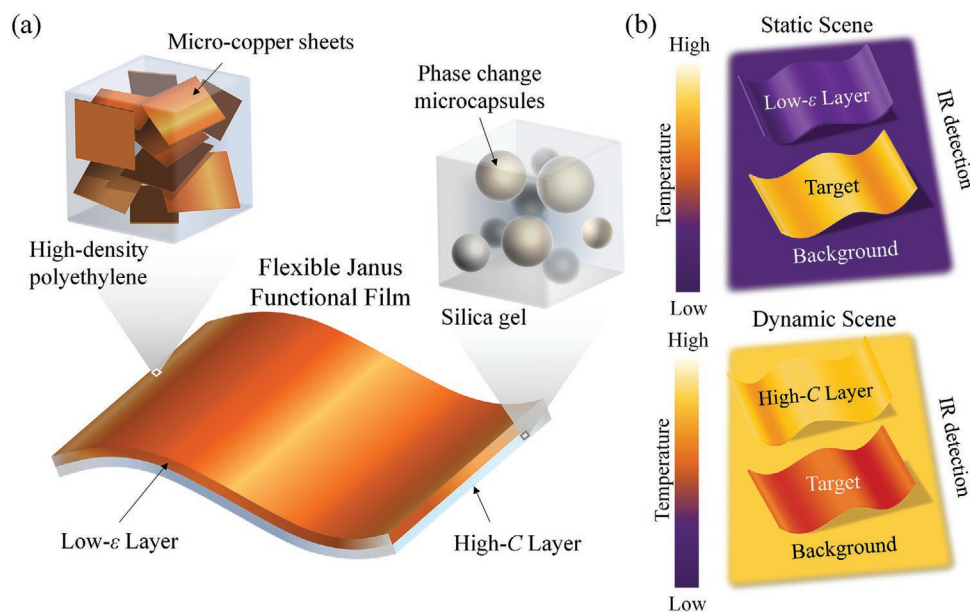 (a)
Micro-copper sheets
Phase change
microcapsules
High-density
polyethylene
Flexible Janus
Functional Film
Silica gel
Low-ε Layer
High-C Layer
(b)
High
Temperature
Low
Static Scene
Low-ε Layer
Target
Background
IR detection
High
Temperature
Low
Dynamic Scene
High-C Layer
Target
Background
IR detection